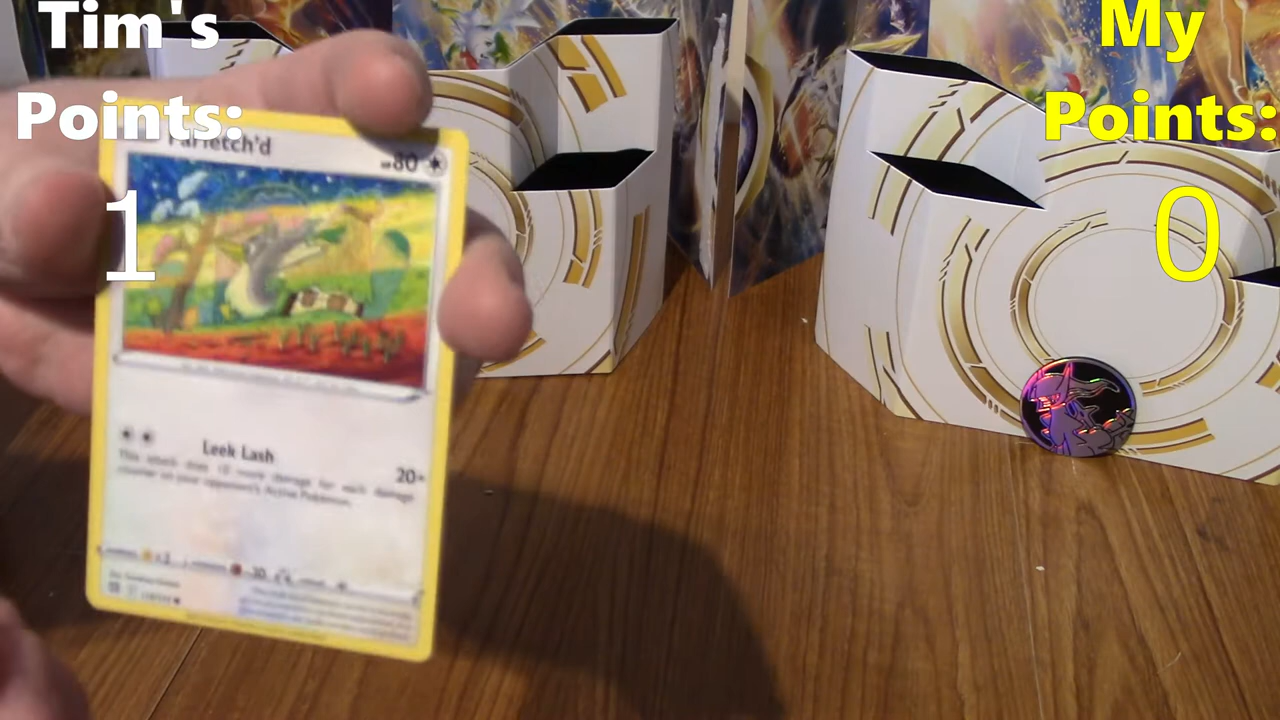 Tim's
Points:
1
My
Points:
0
Farfetch'd
80
Leek Lash
20+
This attack does 10 more damage for each damage
counter on your opponent's Active Pokémon.